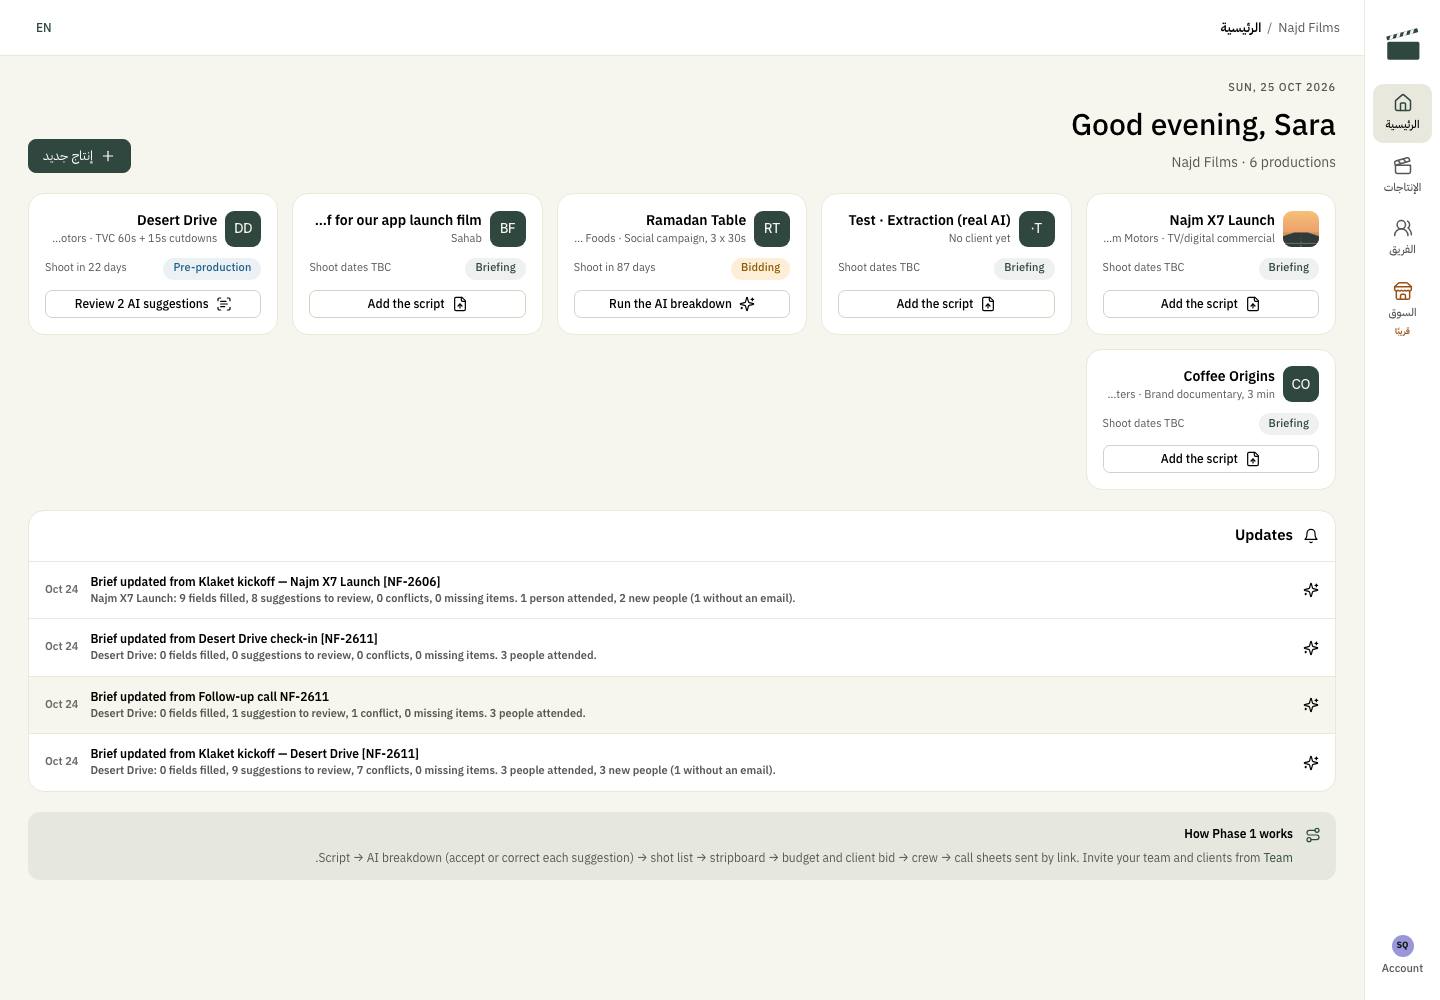 Najd Films / الرئيسية
EN
الرئيسية
الإنتاجات
الفريق
السوق
قريبًا
SQ
Account
SUN, 25 OCT 2026
Good evening, Sara
Najd Films · 6 productions
إنتاج جديد
Najm X7 Launch
...m Motors · TV/digital commercial
Briefing
Shoot dates TBC
Add the script
T·
Test · Extraction (real AI)
No client yet
Briefing
Shoot dates TBC
Add the script
RT
Ramadan Table
... Foods · Social campaign, 3 x 30s
Bidding
Shoot in 87 days
Run the AI breakdown
BF
...f for our app launch film
Sahab
Briefing
Shoot dates TBC
Add the script
DD
Desert Drive
...otors · TVC 60s + 15s cutdowns
Pre-production
Shoot in 22 days
Review 2 AI suggestions
CO
Coffee Origins
...ters · Brand documentary, 3 min
Briefing
Shoot dates TBC
Add the script
Updates
Brief updated from Klaket kickoff — Najm X7 Launch [NF-2606]
Najm X7 Launch: 9 fields filled, 8 suggestions to review, 0 conflicts, 0 missing items. 1 person attended, 2 new people (1 without an email).
Oct 24
Brief updated from Desert Drive check-in [NF-2611]
Desert Drive: 0 fields filled, 0 suggestions to review, 0 conflicts, 0 missing items. 3 people attended.
Oct 24
Brief updated from Follow-up call NF-2611
Desert Drive: 0 fields filled, 1 suggestion to review, 1 conflict, 0 missing items. 3 people attended.
Oct 24
Brief updated from Klaket kickoff — Desert Drive [NF-2611]
Desert Drive: 0 fields filled, 9 suggestions to review, 7 conflicts, 0 missing items. 3 people attended, 3 new people (1 without an email).
Oct 24
How Phase 1 works
.Script → AI breakdown (accept or correct each suggestion) → shot list → stripboard → budget and client bid → crew → call sheets sent by link. Invite your team and clients from Team